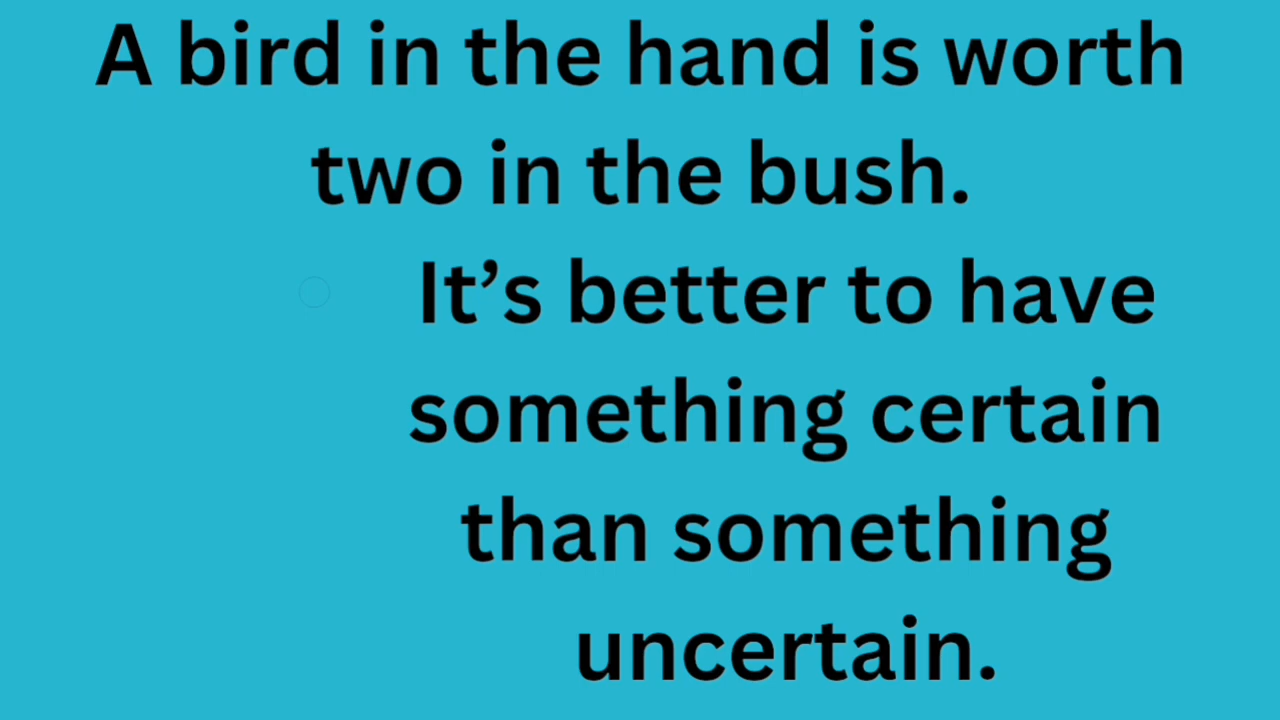 A bird in the hand is worth
two in the bush.
It’s better to have
something certain
than something
uncertain.